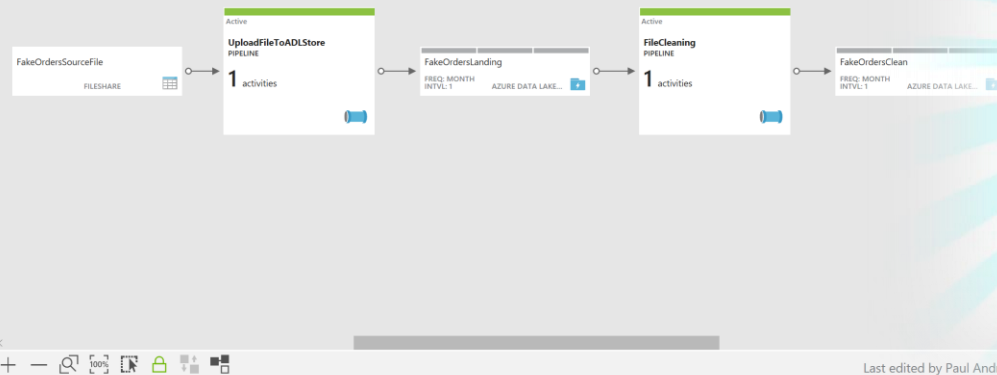 FakeOrdersSourceFile
FILESHARE
Active
UploadFileToADLStore
PIPELINE
1 activities
FakeOrdersLanding
FREQ: MONTH
INTVL: 1
AZURE DATA LAKE...
Active
FileCleaning
PIPELINE
1 activities
FakeOrdersClean
FREQ: MONTH
INTVL: 1
AZURE DATA LAKE...
100%
Last edited by Paul And